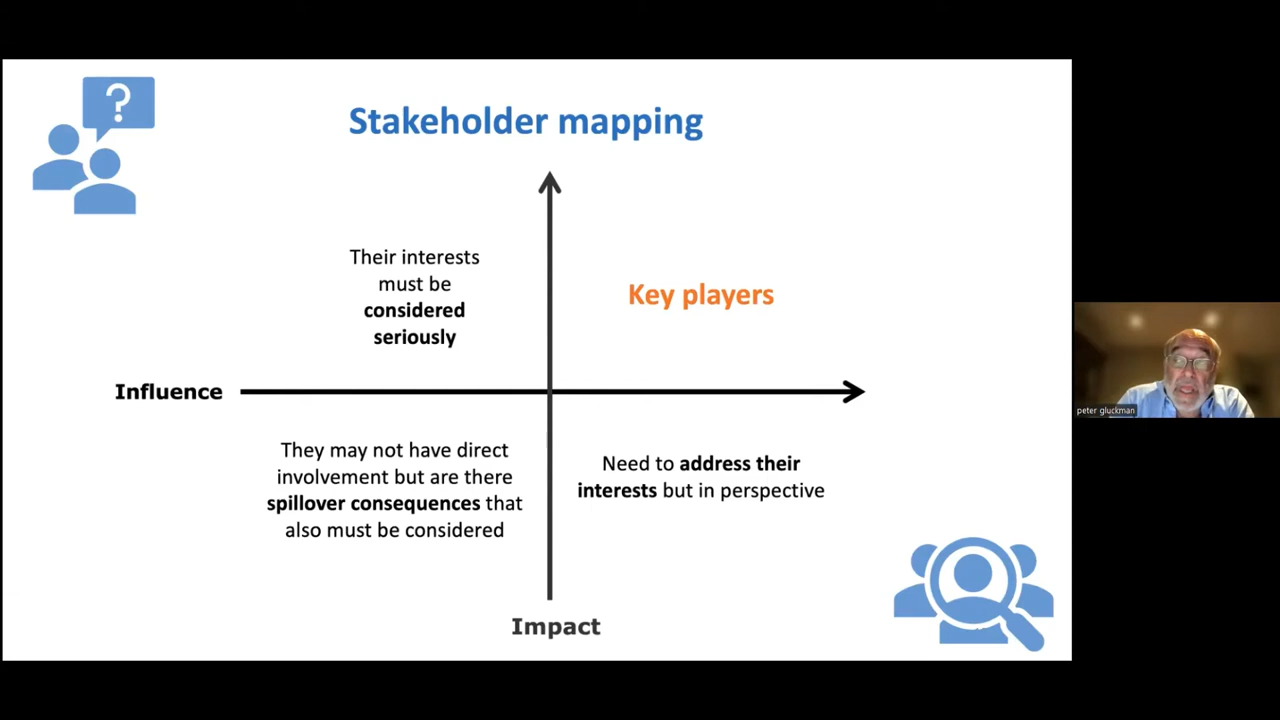 ?
Stakeholder mapping
Their interests
must be
considered
seriously
Key players
Influence
They may not have direct
involvement but are there
spillover consequences that
also must be considered
Need to address their
interests but in perspective
Impact
peter gluckman